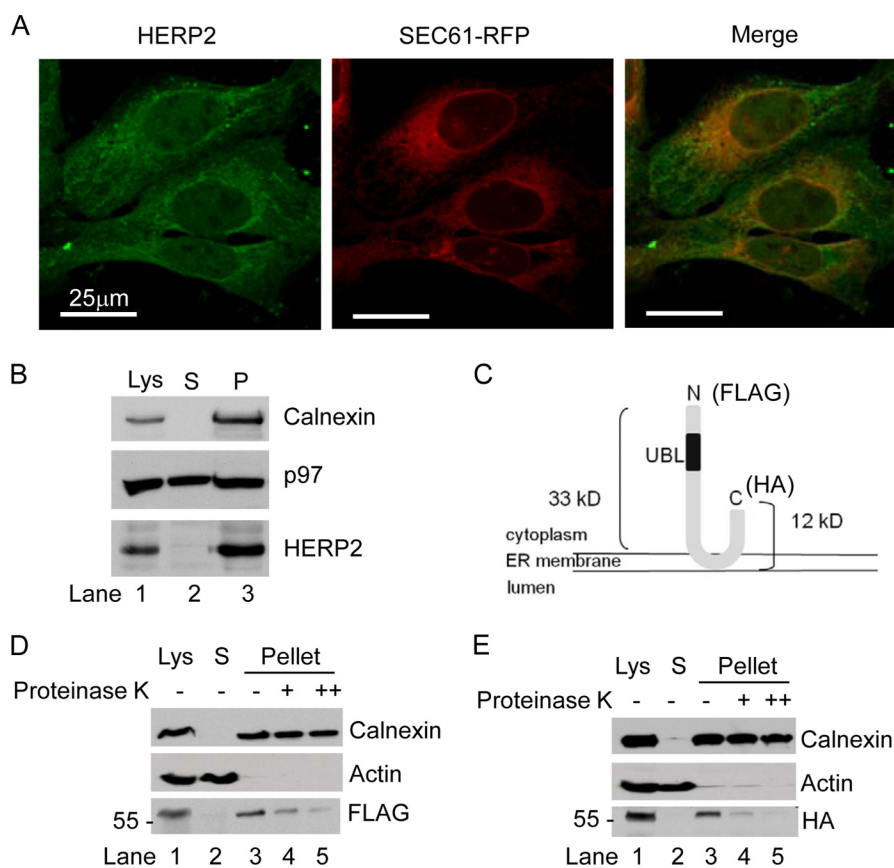 A
HERP2 SEC61-RFP Merge
25μm
B
Lys S P
Calnexin
p97
HERP2
Lane 1 2 3
C
N (FLAG)
UBL
C (HA)
33 kD
12 kD
cytoplasm
ER membrane
lumen
D
Lys S Pellet
Proteinase K - - - + ++
Calnexin
Actin
55 - FLAG
Lane 1 2 3 4 5
E
Lys S Pellet
Proteinase K - - - + ++
Calnexin
Actin
55 - HA
Lane 1 2 3 4 5